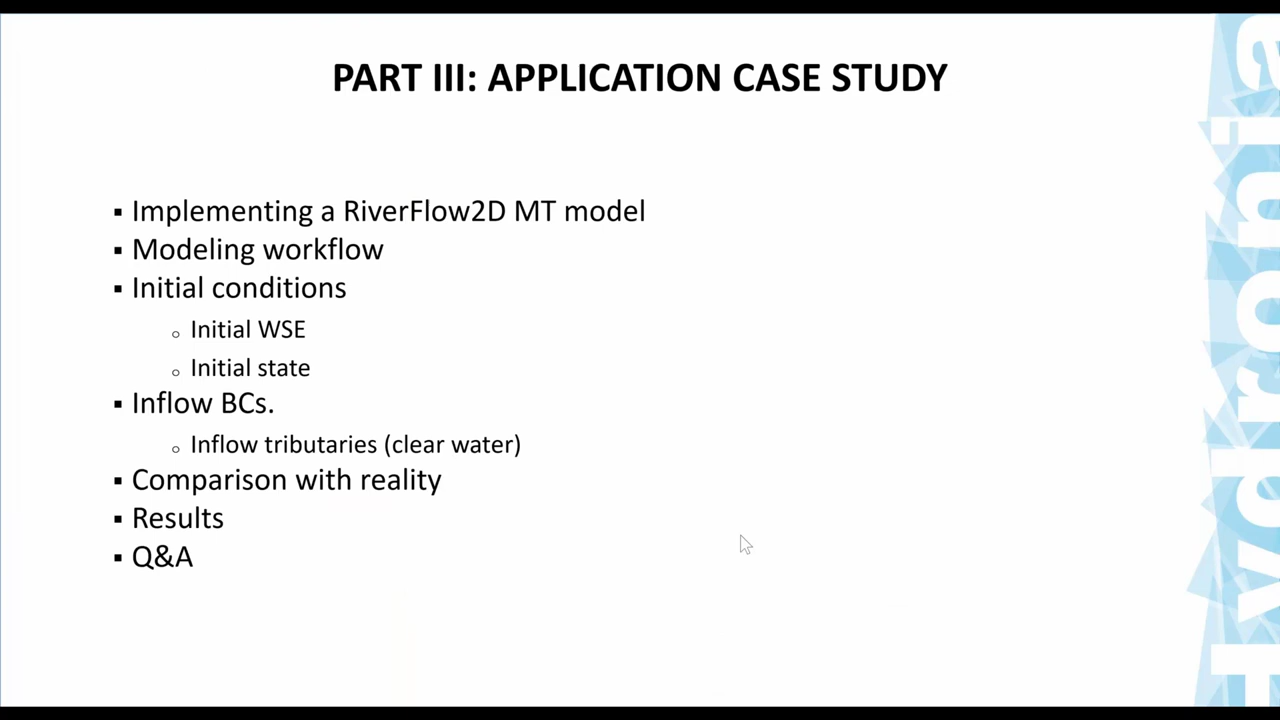 PART III: APPLICATION CASE STUDY
▪ Implementing a RiverFlow2D MT model
▪ Modeling workflow
▪ Initial conditions
o Initial WSE
o Initial state
▪ Inflow BCs.
o Inflow tributaries (clear water)
▪ Comparison with reality
▪ Results
▪ Q&A
Hydronia